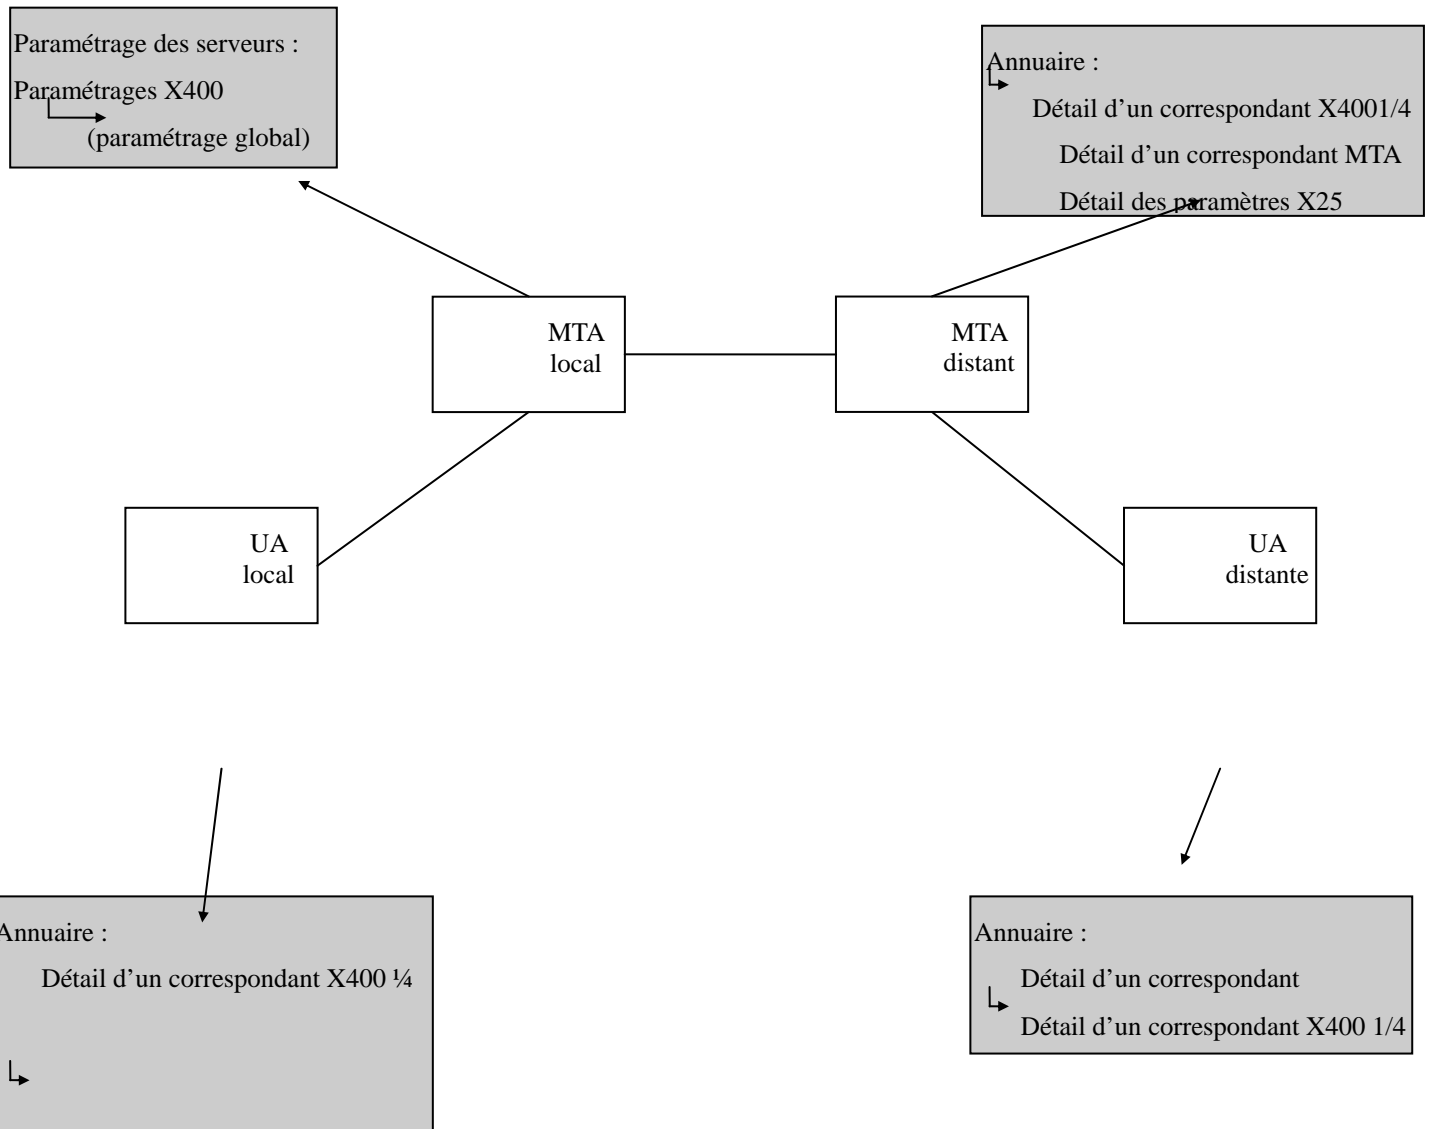 Paramétrage des serveurs :
Paramétrages X400
(paramétrage global)
Annuaire :
Détail d’un correspondant X4001/4
Détail d’un correspondant MTA
Détail des paramètres X25
MTA
local
MTA
distant
UA
local
UA
distante
Annuaire :
Détail d’un correspondant X400 ¼
Annuaire :
Détail d’un correspondant
Détail d’un correspondant X400 1/4